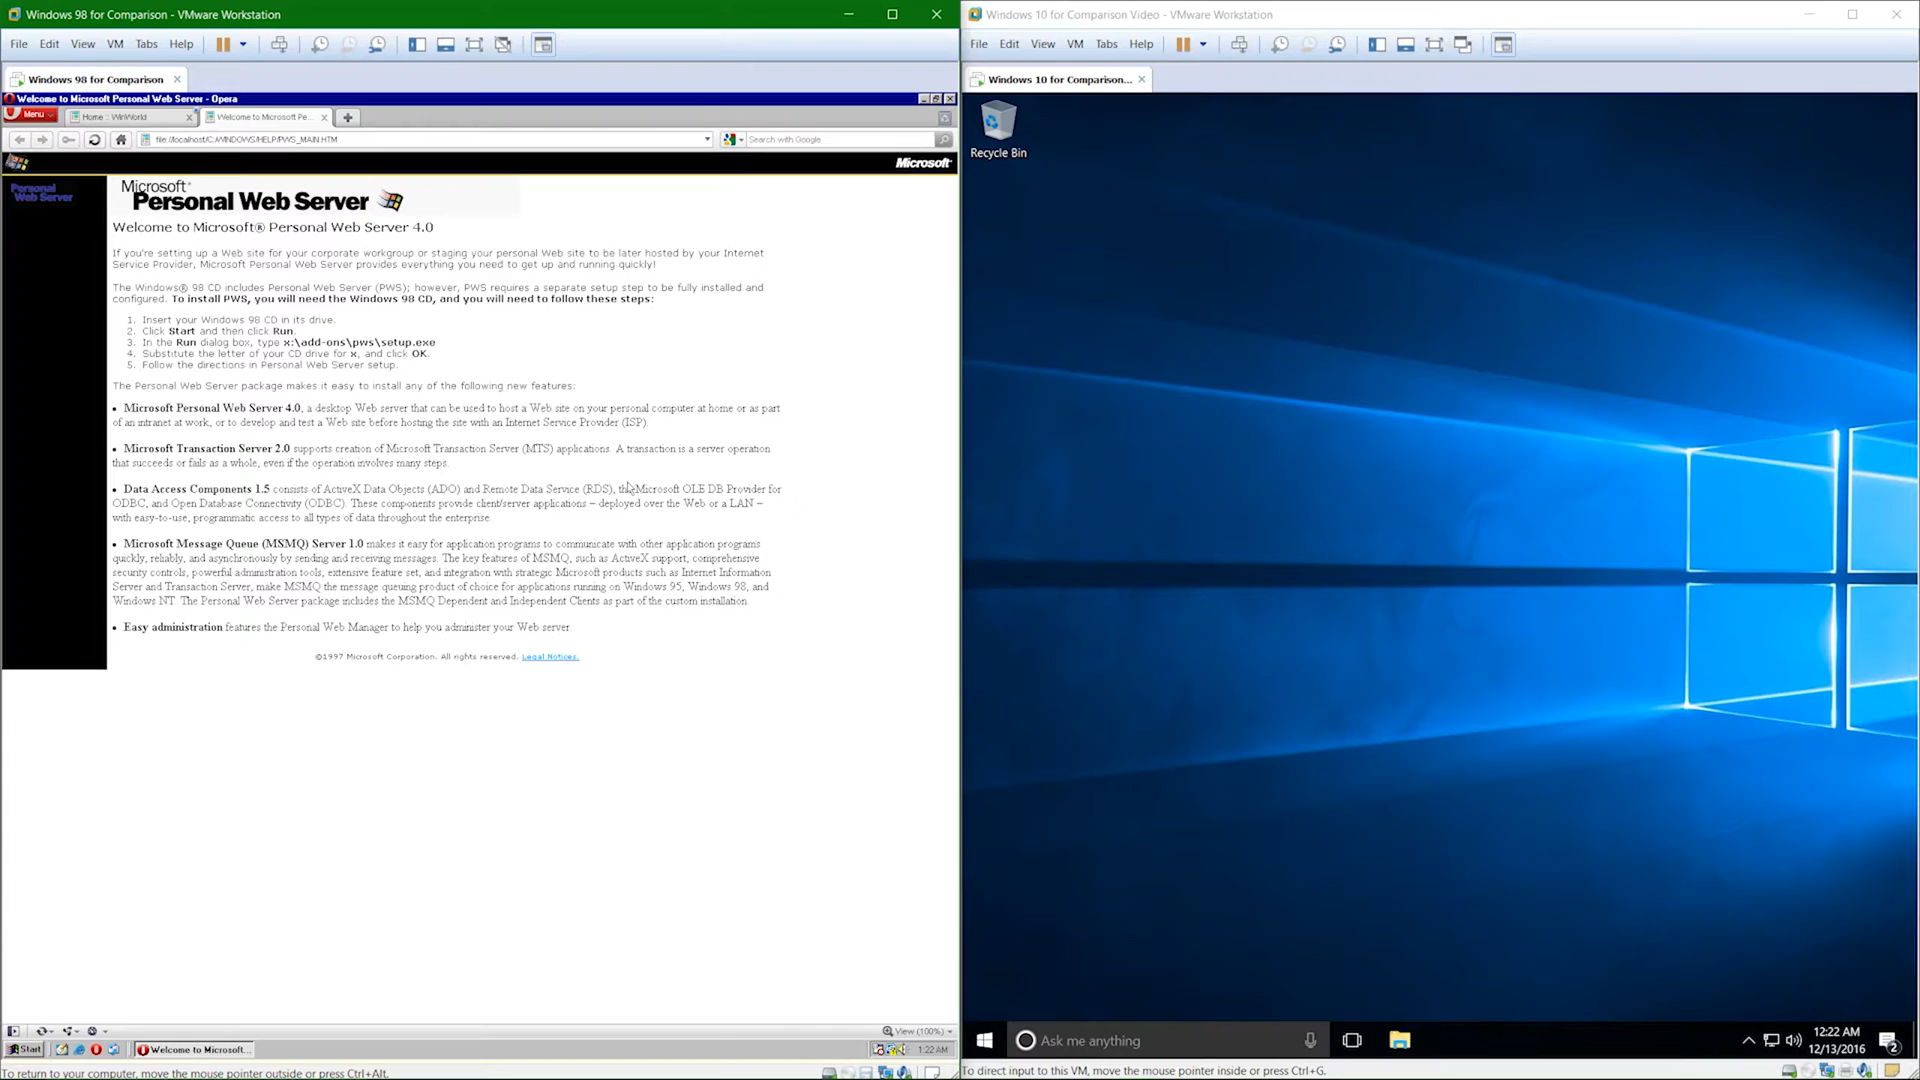 Windows 98 for Comparison - VMware Workstation
File Edit View VM Tabs Help
Windows 98 for Comparison
Welcome to Microsoft Personal Web Server - Opera
Menu Home :: WinWorld Welcome to Microsoft Pe...
file://localhost/C:/WINDOWS/HELP/PWS_MAIN.HTM Search with Google
Microsoft
Personal
Web Server
Microsoft®
Personal Web Server
Welcome to Microsoft® Personal Web Server 4.0
If you're setting up a Web site for your corporate workgroup or staging your personal Web site to be later hosted by your Internet
Service Provider, Microsoft Personal Web Server provides everything you need to get up and running quickly!
The Windows® 98 CD includes Personal Web Server (PWS); however, PWS requires a separate setup step to be fully installed and
configured. To install PWS, you will need the Windows 98 CD, and you will need to follow these steps:
1. Insert your Windows 98 CD in its drive.
2. Click Start and then click Run.
3. In the Run dialog box, type x:\add-ons\pws\setup.exe
4. Substitute the letter of your CD drive for x, and click OK.
5. Follow the directions in Personal Web Server setup.
The Personal Web Server package makes it easy to install any of the following new features:
• Microsoft Personal Web Server 4.0, a desktop Web server that can be used to host a Web site on your personal computer at home or as part
of an intranet at work, or to develop and test a Web site before hosting the site with an Internet Service Provider (ISP).
• Microsoft Transaction Server 2.0 supports creation of Microsoft Transaction Server (MTS) applications. A transaction is a server operation
that succeeds or fails as a whole, even if the operation involves many steps.
• Data Access Components 1.5 consists of ActiveX Data Objects (ADO) and Remote Data Service (RDS), the Microsoft OLE DB Provider for
ODBC, and Open Database Connectivity (ODBC). These components provide client/server applications – deployed over the Web or a LAN –
with easy-to-use, programmatic access to all types of data throughout the enterprise.
• Microsoft Message Queue (MSMQ) Server 1.0 makes it easy for application programs to communicate with other application programs
quickly, reliably, and asynchronously by sending and receiving messages. The key features of MSMQ, such as ActiveX support, comprehensive
security controls, powerful administration tools, extensive feature set, and integration with strategic Microsoft products such as Internet Information
Server and Transaction Server, make MSMQ the message queuing product of choice for applications running on Windows 95, Windows 98, and
Windows NT. The Personal Web Server package includes the MSMQ Dependent and Independent Clients as part of the custom installation.
• Easy administration features the Personal Web Manager to help you administer your Web server.
©1997 Microsoft Corporation. All rights reserved. Legal Notices.
View (100%)
Start Welcome to Microsoft... 1:22 AM
To return to your computer, move the mouse pointer outside or press Ctrl+Alt.
Windows 10 for Comparison Video - VMware Workstation
File Edit View VM Tabs Help
Windows 10 for Comparison...
Recycle Bin
Ask me anything
12:22 AM
12/13/2016
2
To direct input to this VM, move the mouse pointer inside or press Ctrl+G.